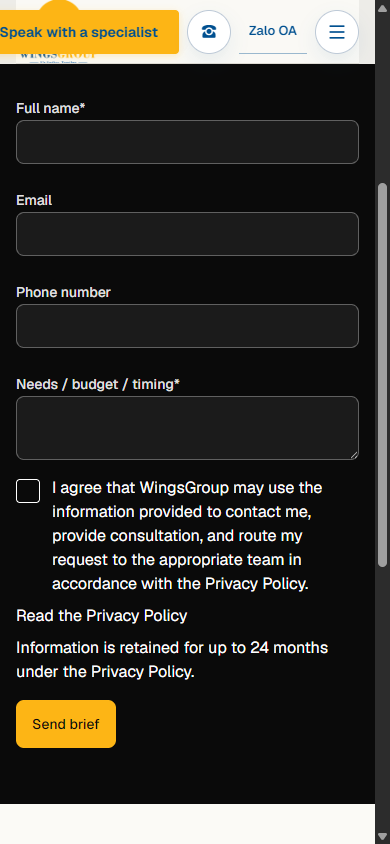 Speak with a specialist
Zalo OA
WINGSGROUP
Full name*
Email
Phone number
Needs / budget / timing*
I agree that WingsGroup may use the
information provided to contact me,
provide consultation, and route my
request to the appropriate team in
accordance with the Privacy Policy.
Read the Privacy Policy
Information is retained for up to 24 months
under the Privacy Policy.
Send brief